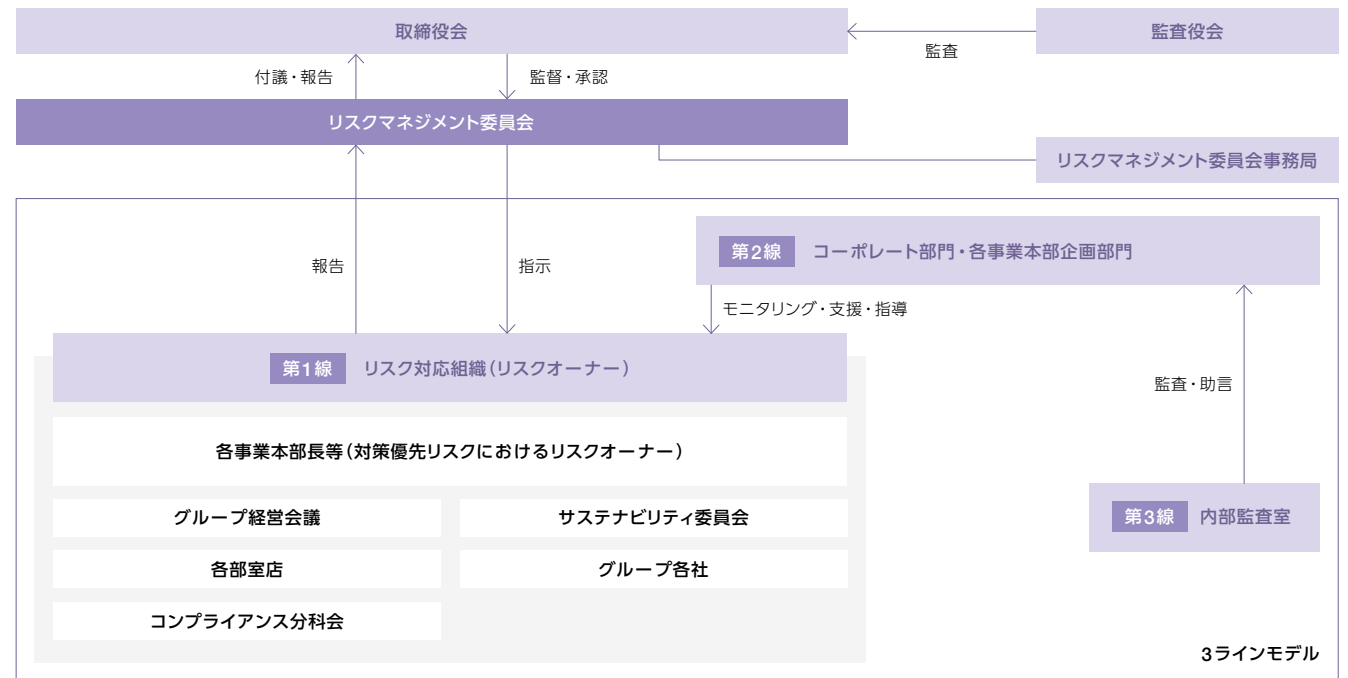 取締役会
監査役会
監査
付議・報告
監督・承認
リスクマネジメント委員会
リスクマネジメント委員会事務局
第2線 コーポレート部門・各事業本部企画部門
報告
指示
モニタリング・支援・指導
第1線 リスク対応組織(リスクオーナー)
監査・助言
各事業本部長等(対策優先リスクにおけるリスクオーナー)
グループ経営会議
サステナビリティ委員会
第3線 内部監査室
各部室店
グループ各社
コンプライアンス分科会
3ラインモデル